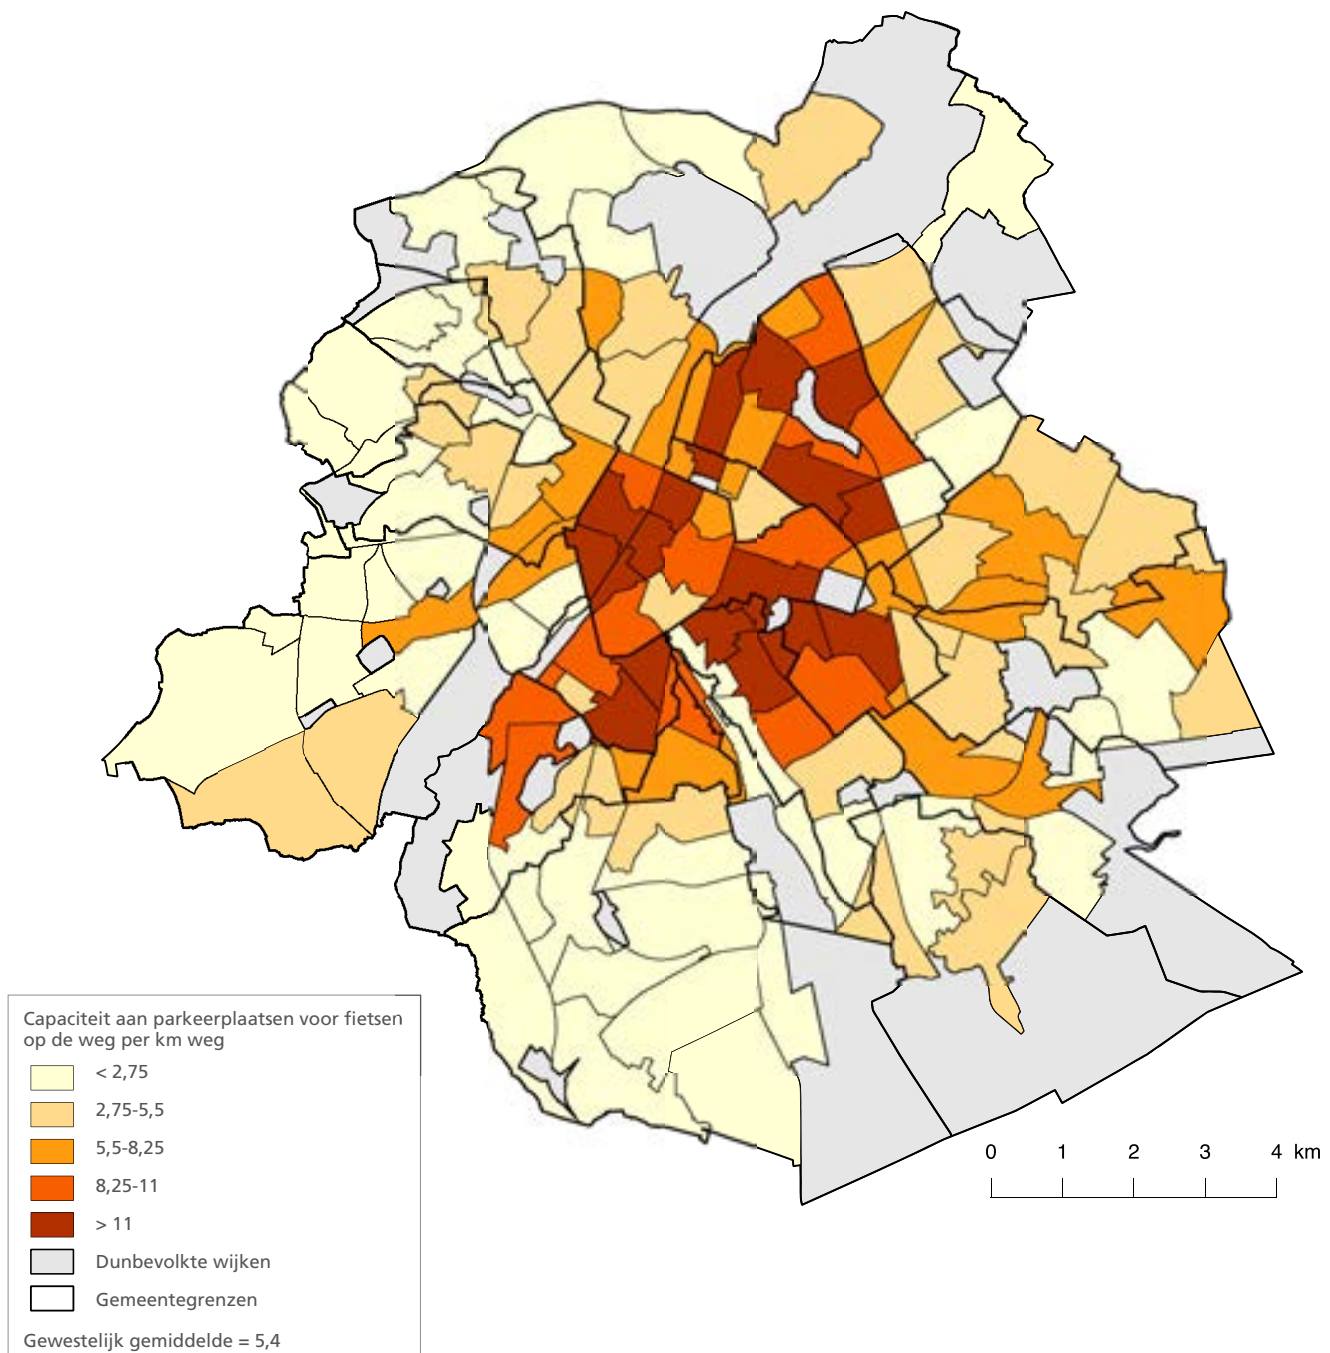 Capaciteit aan parkeerplaatsen voor fietsen
op de weg per km weg
< 2,75
2,75-5,5
5,5-8,25
8,25-11
> 11
Dunbevolkte wijken
Gemeentegrenzen
Gewestelijk gemiddelde = 5,4
0 1 2 3 4 km